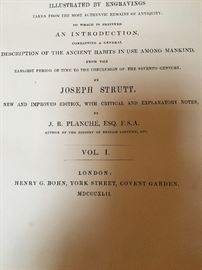 ILLUSTRATED BY ENGRAVINGS
TAKEN FROM THE MOST AUTHENTIC REMAINS OF ANTIQUITY.
TO WHICH IS PREFIXED
AN INTRODUCTION,
CONTAINING A GENERAL
DESCRIPTION OF THE ANCIENT HABITS IN USE AMONG MANKIND,
FROM THE
EARLIEST PERIOD OF TIME TO THE CONCLUSION OF THE SEVENTH CENTURY.
BY
JOSEPH STRUTT.
NEW AND IMPROVED EDITION, WITH CRITICAL AND EXPLANATORY NOTES,
BY
J. R. PLANCHÉ, ESQ. F.S.A.
AUTHOR OF THE HISTORY OF BRITISH COSTUME, ETC.
VOL. I.
LONDON:
HENRY G. BOHN, YORK STREET, COVENT GARDEN,
MDCCCXLII.